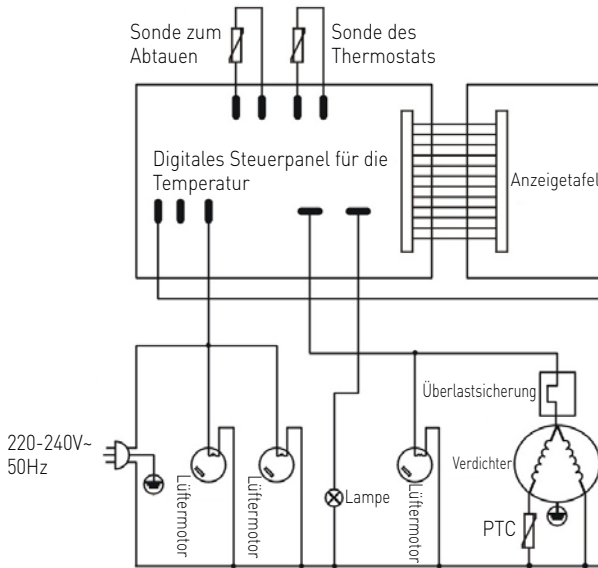 Sonde zum
Abtauen
Sonde des
Thermostats
Digitales Steuerpanel für die
Temperatur
Anzeigetafel
Überlastsicherung
220-240V~
50Hz
Lüftermotor
Lüftermotor
Lampe
Lüftermotor
Verdichter
PTC